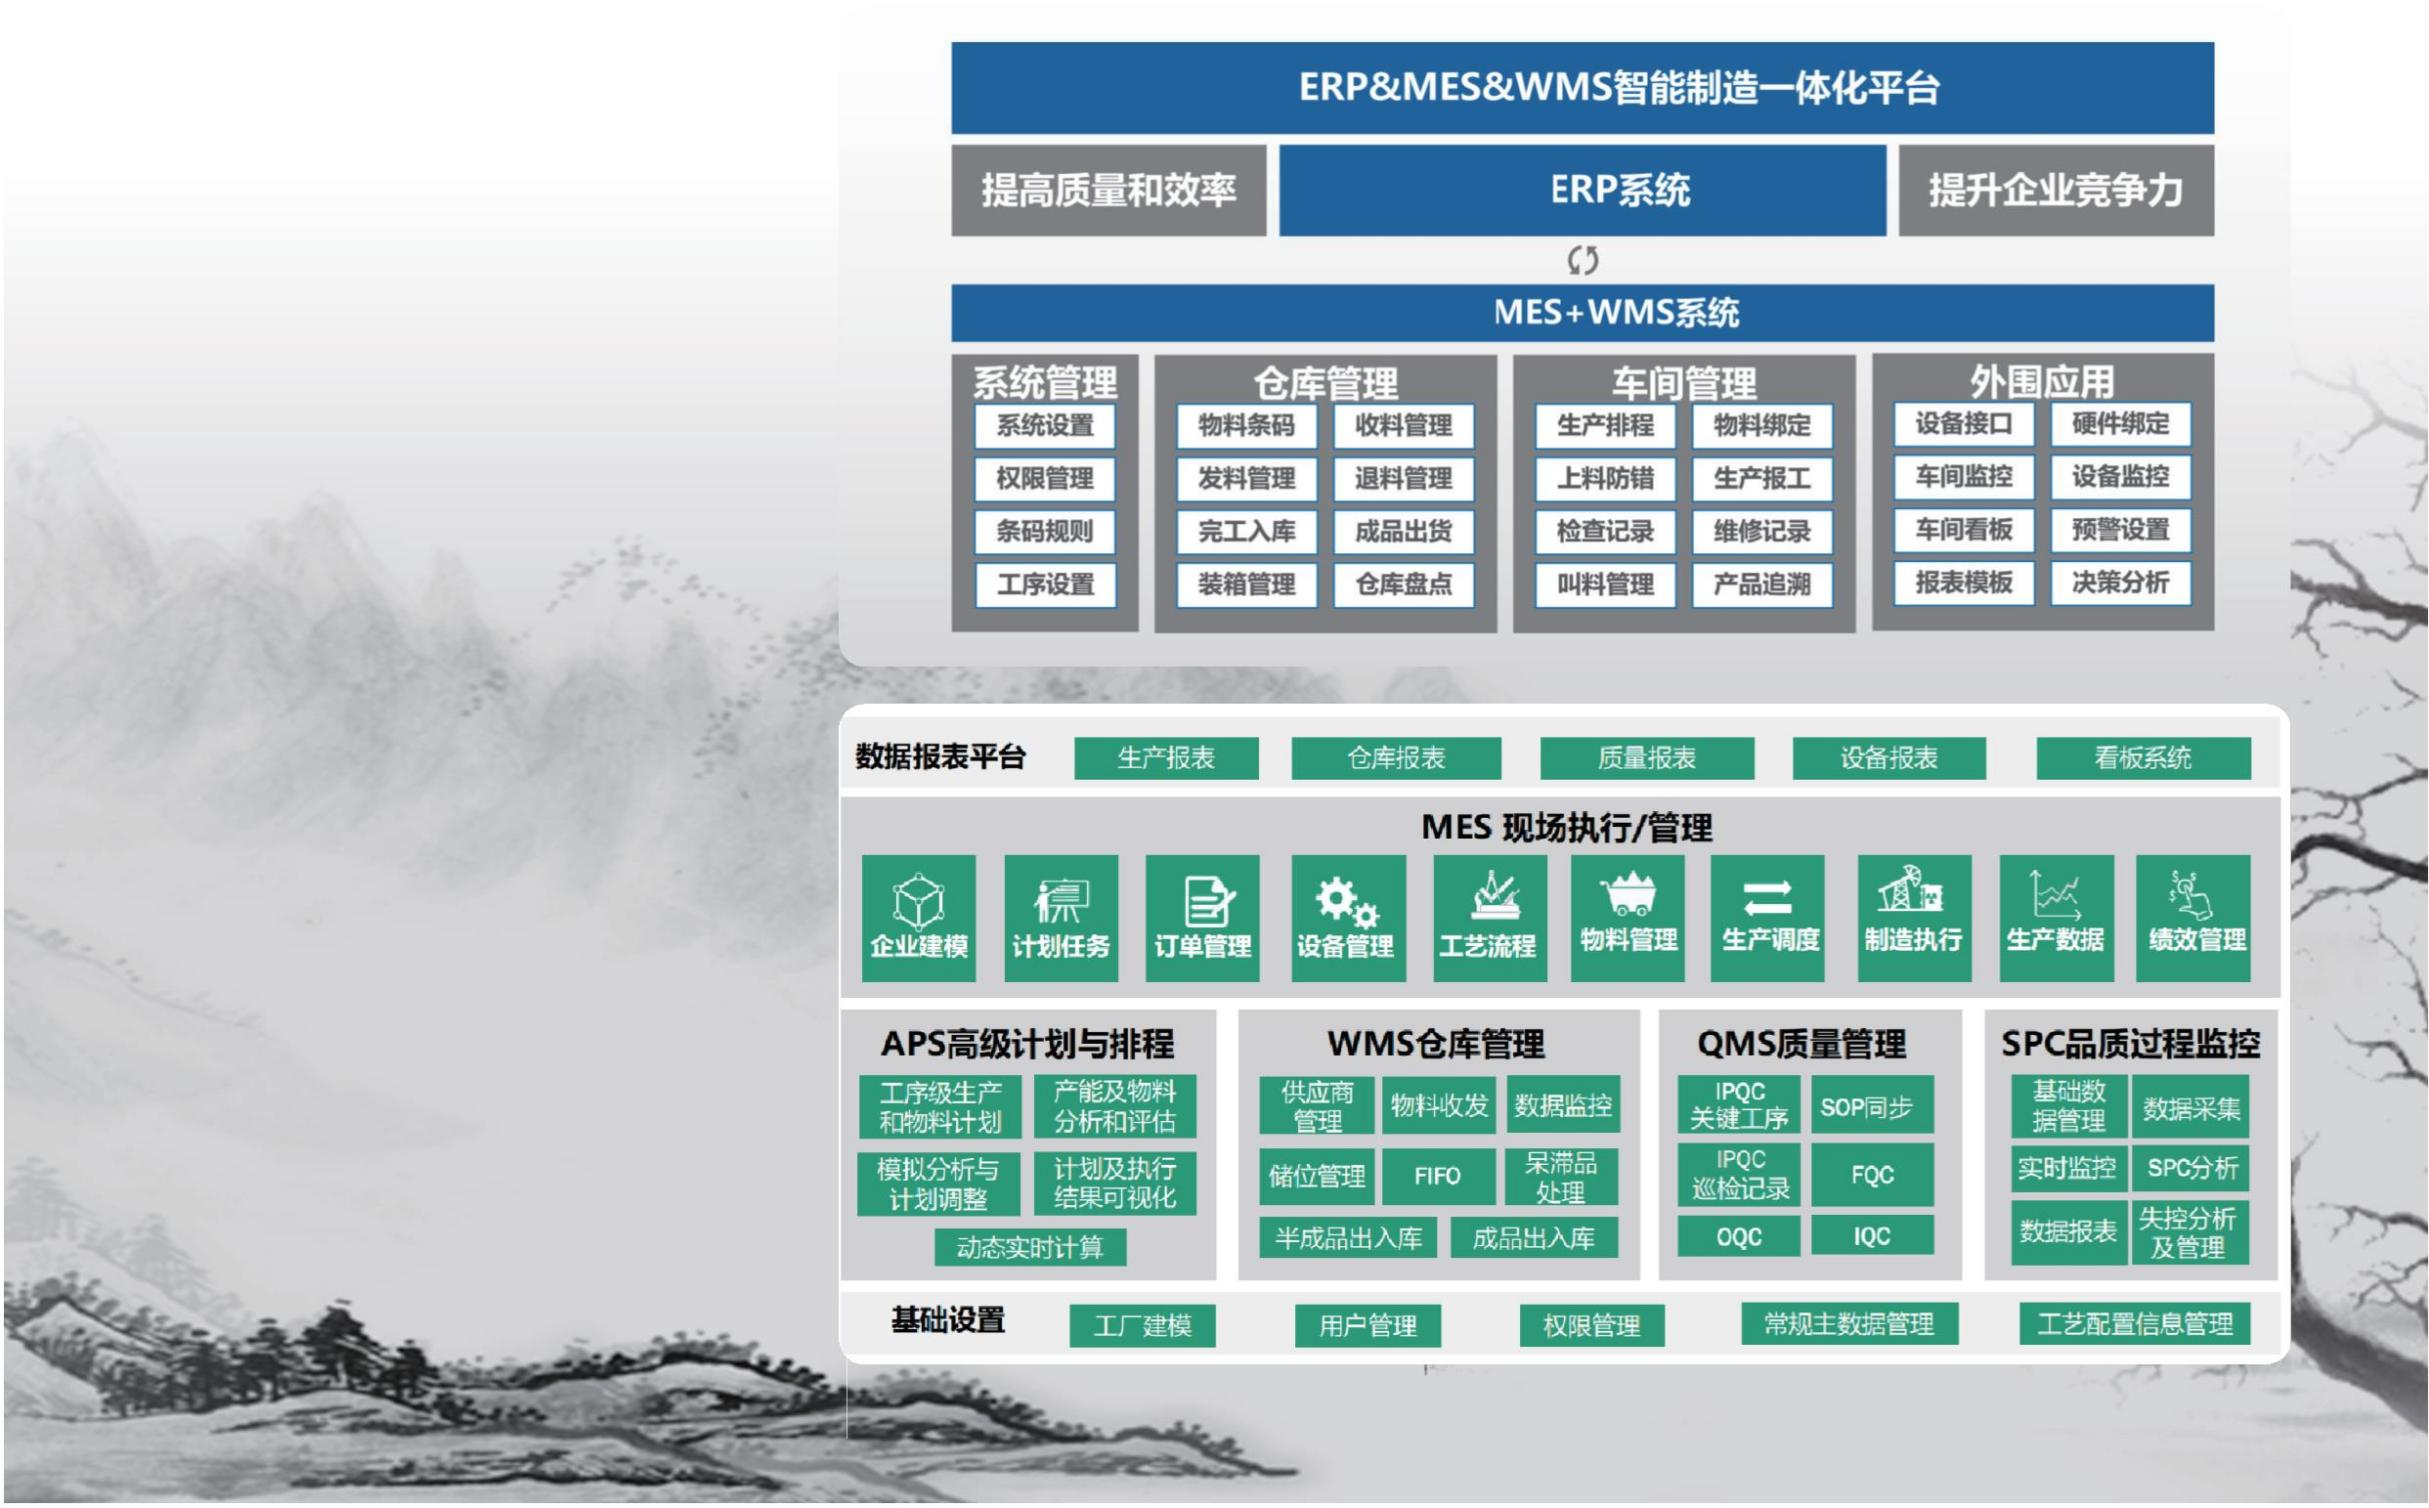 ERP&MES&WMS智能制造一体化平台
提高质量和效率
ERP系统
提升企业竞争力
MES+WMS系统
系统管理
系统设置
权限管理
条码规则
工序设置
仓库管理
物料条码
收料管理
发料管理
退料管理
完工入库
成品出货
装箱管理
仓库盘点
车间管理
生产排程
物料绑定
上料防错
生产报工
检查记录
维修记录
叫料管理
产品追溯
外围应用
设备接口
硬件绑定
车间监控
设备监控
车间看板
预警设置
报表模板
决策分析
数据报表平台
生产报表
仓库报表
质量报表
设备报表
看板系统
MES 现场执行/管理
企业建模
计划任务
订单管理
设备管理
工艺流程
物料管理
生产调度
制造执行
生产数据
绩效管理
APS高级计划与排程
工序级生产
和物料计划
产能及物料
分析和评估
模拟分析与
计划调整
计划及执行
结果可视化
动态实时计算
WMS仓库管理
供应商
管理
物料收发
数据监控
储位管理
FIFO
呆滞品
处理
半成品出入库
成品出入库
QMS质量管理
IPQC
关键工序
SOP同步
IPQC
巡检记录
FQC
OQC
IQC
SPC品质过程监控
基础数
据管理
数据采集
实时监控
SPC分析
数据报表
失控分析
及管理
基础设置
工厂建模
用户管理
权限管理
常规主数据管理
工艺配置信息管理